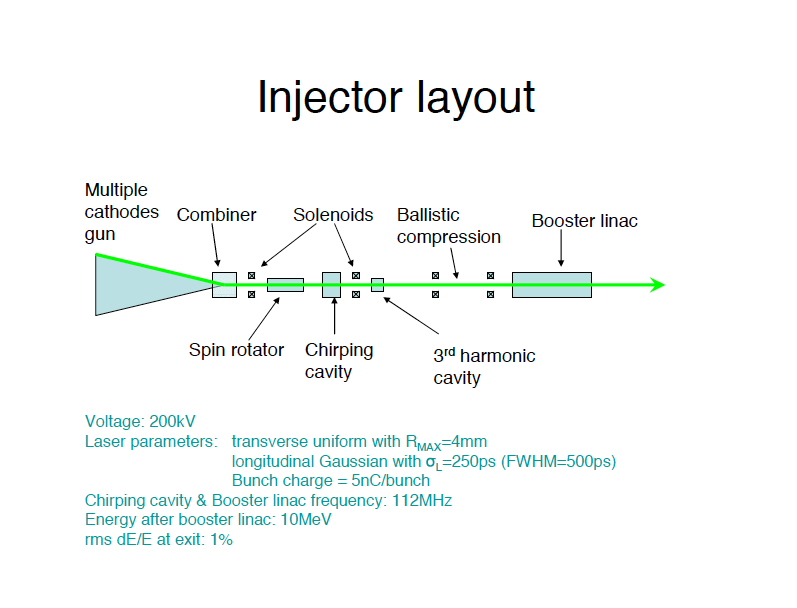 Injector layout
Multiple
cathodes
gun
Combiner
Solenoids
Ballistic
compression
Booster linac
Spin rotator
Chirping
cavity
3rd harmonic
cavity
Voltage: 200kV
Laser parameters: transverse uniform with RMAX=4mm
longitudinal Gaussian with σL=250ps (FWHM=500ps)
Bunch charge = 5nC/bunch
Chirping cavity & Booster linac frequency: 112MHz
Energy after booster linac: 10MeV
rms dE/E at exit: 1%